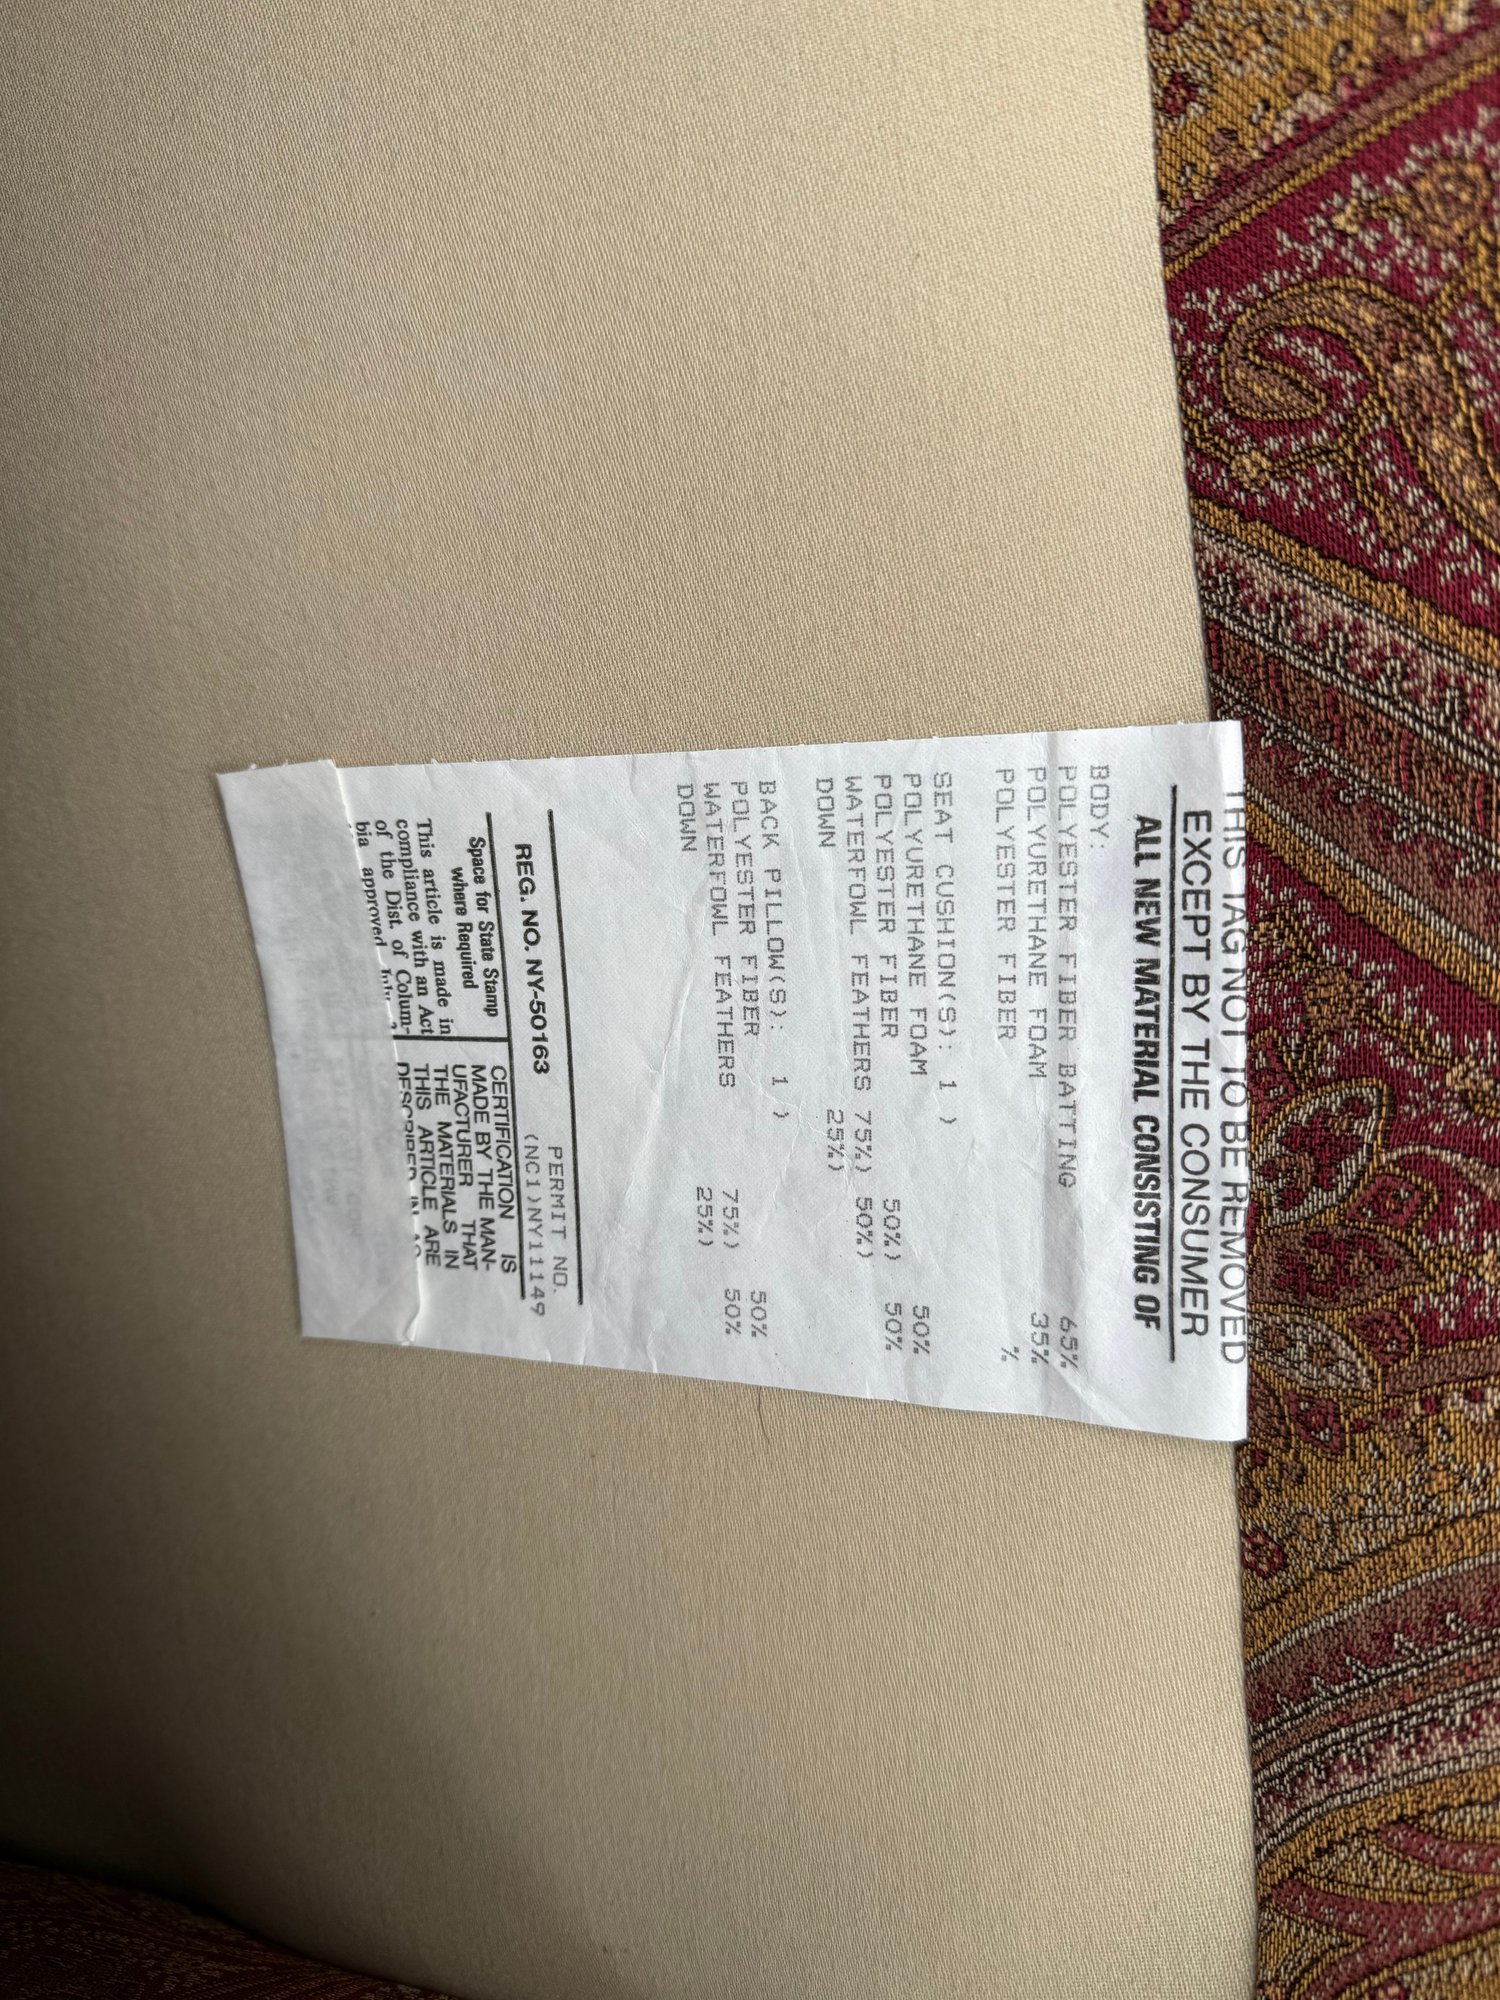 THIS TAG NOT TO BE REMOVED
EXCEPT BY THE CONSUMER
ALL NEW MATERIAL CONSISTING OF
BODY:
POLYESTER FIBER BATTING 65%
POLYURETHANE FOAM 35%
POLYESTER FIBER %
SEAT CUSHION(S): 1 )
POLYURETHANE FOAM 50%
POLYESTER FIBER 50%) 50%
WATERFOWL FEATHERS 75%) 50%)
DOWN 25%)
BACK PILLOW(S): 1 )
POLYESTER FIBER 50%
WATERFOWL FEATHERS 75%) 50%
DOWN 25%)
PERMIT NO.
REG. NO. NY-50163 (NC1)NY11149
Space for State Stamp
where Required
This article is made in
compliance with an Act
of the Dist. of Colum-
bia approved July
CERTIFICATION IS
MADE BY THE MAN-
UFACTURER THAT
THE MATERIALS IN
THIS ARTICLE ARE
DESCRIBED IN